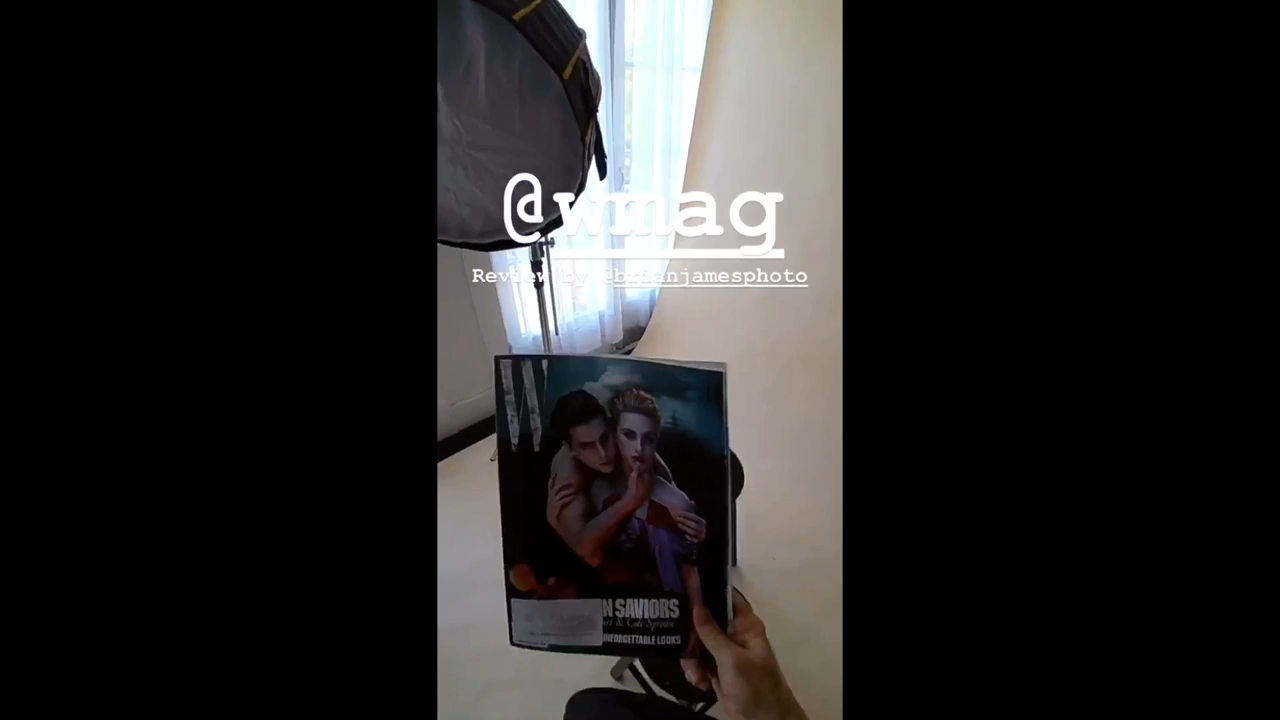 @wmag
Review by @brianjamesphoto
W
N SAVIORS
& Cole Sprouse
UNFORGETTABLE LOOKS